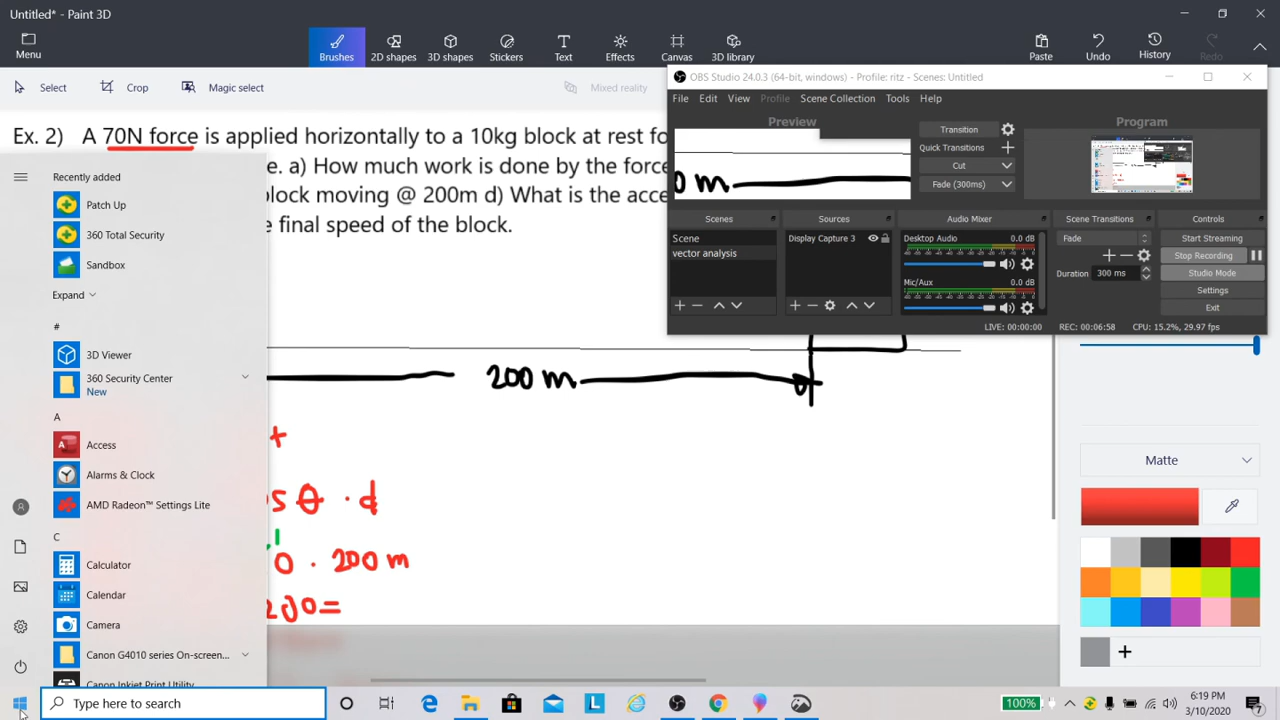 Untitled* - Paint 3D
Menu
Brushes
2D shapes
3D shapes
Stickers
Text
Effects
Canvas
3D library
Paste
Undo
History
Redo
Select
Crop
Magic select
Mixed reality
Ex. 2) A 70N force is applied horizontally to a 10kg block at rest fo
e. a) How much work is done by the force
lock moving @ 200m d) What is the acce
e final speed of the block.
200 m
θ · d
0 · 200 m
OBS Studio 24.0.3 (64-bit, windows) - Profile: ritz - Scenes: Untitled
File Edit View Profile Scene Collection Tools Help
Preview
0 m
Transition
Quick Transitions
Cut
Fade (300ms)
Program
Scenes
Scene
vector analysis
Sources
Display Capture 3
Audio Mixer
Desktop Audio 0.0 dB
Mic/Aux 0.0 dB
Scene Transitions
Fade
Duration 300 ms
Controls
Start Streaming
Stop Recording
Studio Mode
Settings
Exit
LIVE: 00:00:00 REC: 00:06:58 CPU: 15.2%, 29.97 fps
Matte
Recently added
Patch Up
360 Total Security
Sandbox
Expand
#
3D Viewer
360 Security Center
New
A
Access
Alarms & Clock
AMD Radeon™ Settings Lite
C
Calculator
Calendar
Camera
Canon G4010 series On-screen...
Canon Inkjet Print Utility
Type here to search
100%
6:19 PM
3/10/2020
7